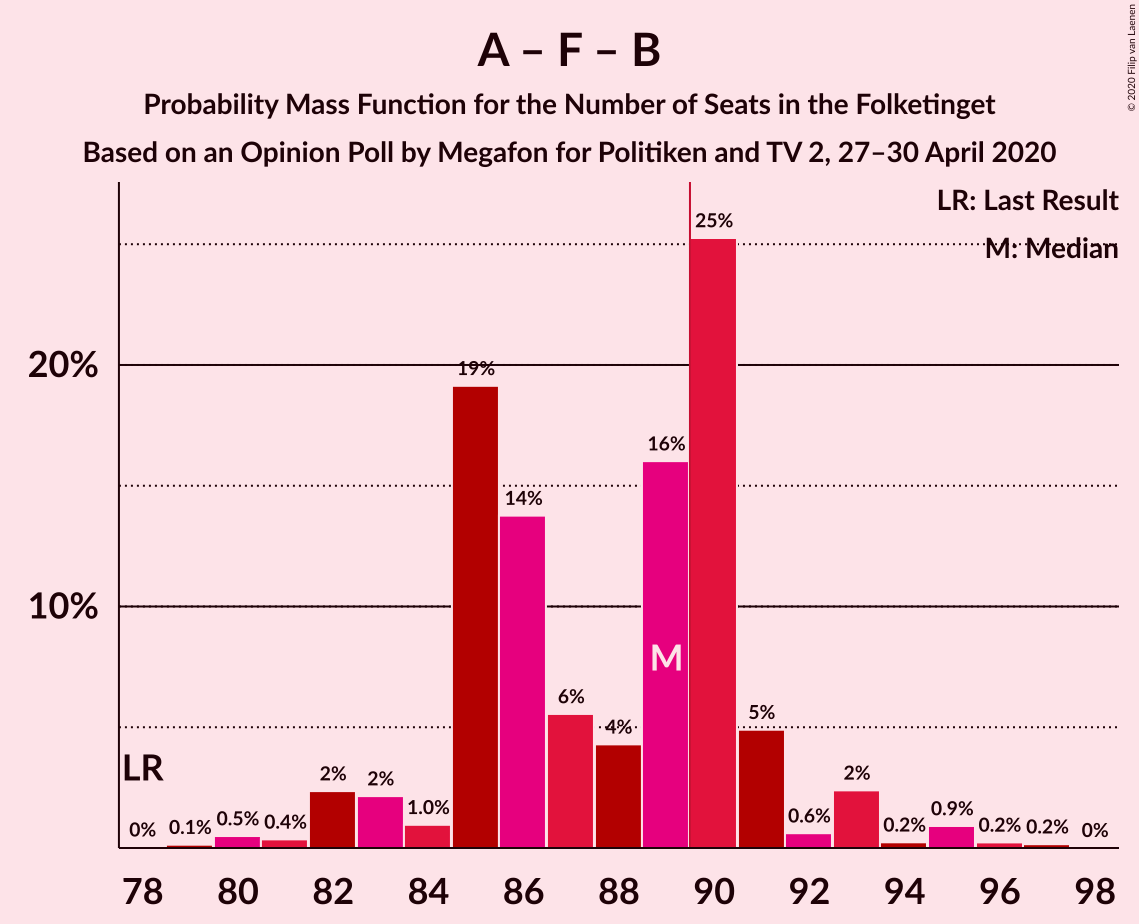 A – F – B
Probability Mass Function for the Number of Seats in the Folketinget
Based on an Opinion Poll by Megafon for Politiken and TV 2, 27–30 April 2020
© 2020 Filip van Laenen
LR: Last Result
M: Median
20%
10%
LR
M
0%
0.1%
0.5%
0.4%
2%
2%
1.0%
19%
14%
6%
4%
16%
25%
5%
0.6%
2%
0.2%
0.9%
0.2%
0.2%
0%
78 80 82 84 86 88 90 92 94 96 98